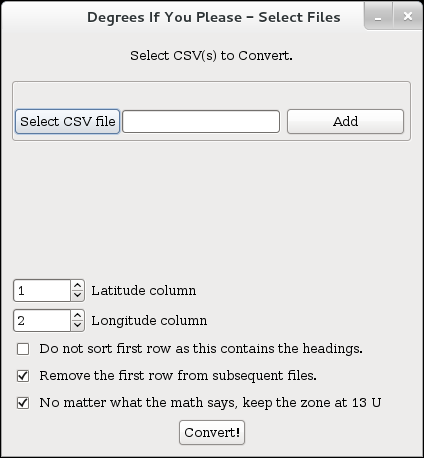 Degrees If You Please - Select Files
Select CSV(s) to Convert.
Select CSV file Add
1 Latitude column
2 Longitude column
Do not sort first row as this contains the headings.
Remove the first row from subsequent files.
No matter what the math says, keep the zone at 13 U
Convert!